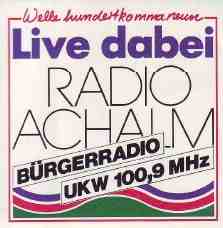 Welle hundertkommaneun
Live dabei
RADIO
ACHALM
BÜRGERRADIO
UKW 100,9 MHz